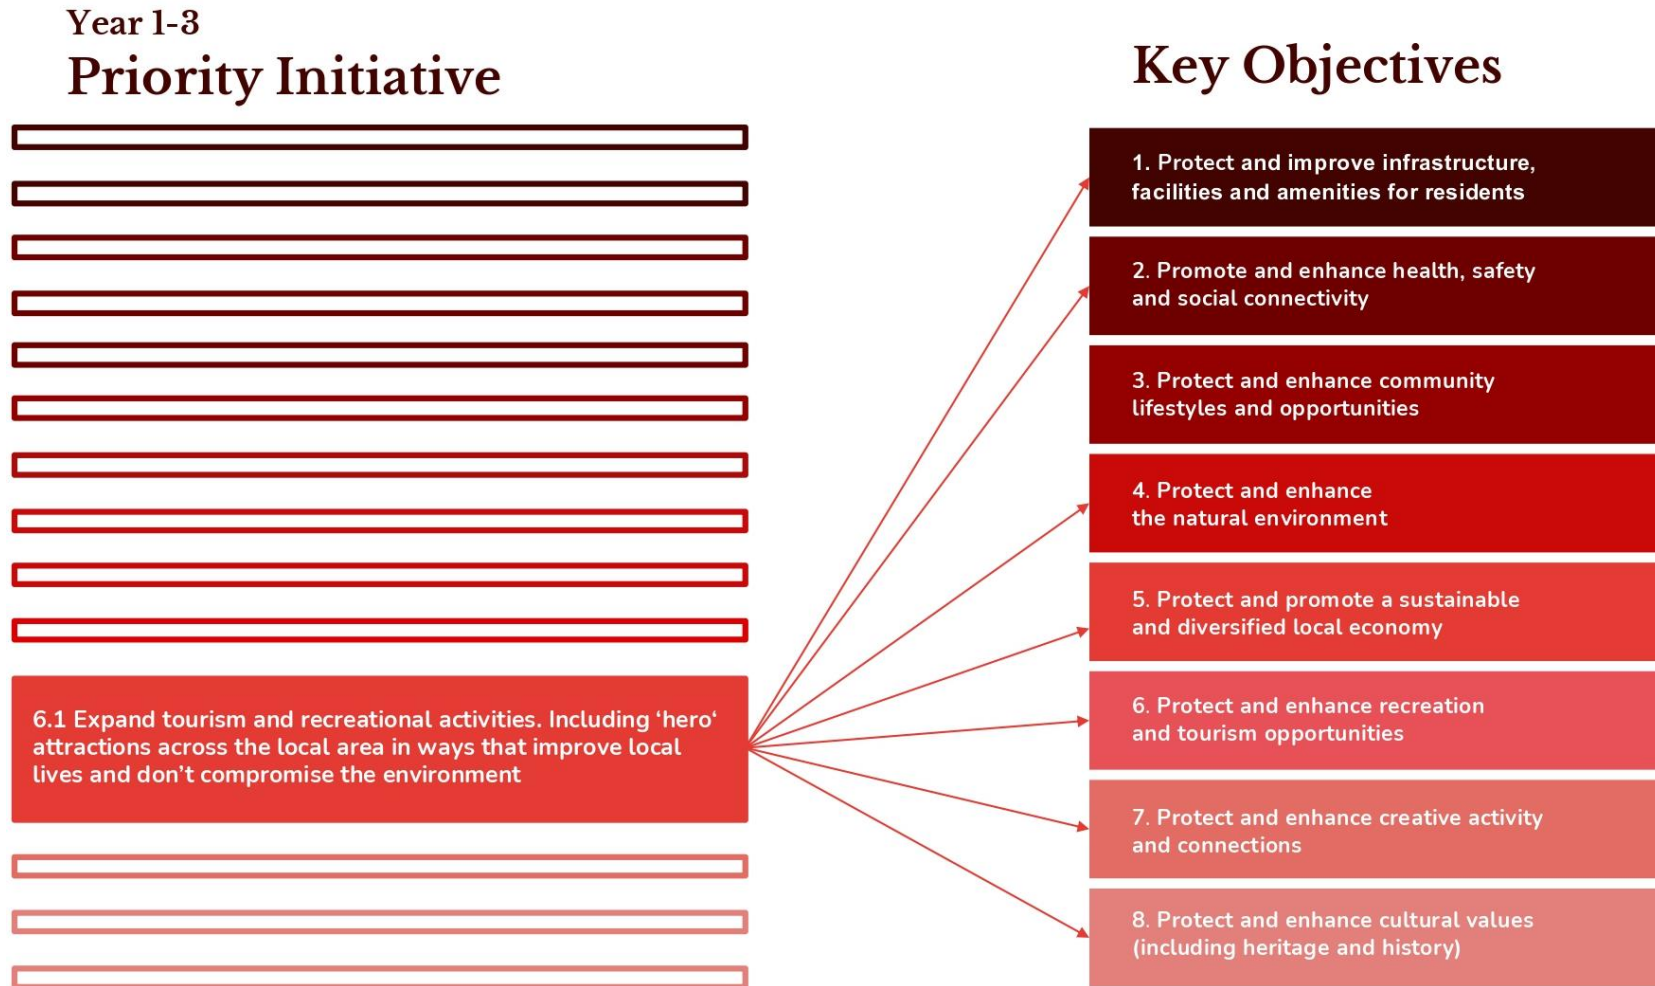 Year 1-3
Priority Initiative
Key Objectives
6.1 Expand tourism and recreational activities. Including ‘hero‘
attractions across the local area in ways that improve local
lives and don’t compromise the environment
1. Protect and improve infrastructure,
facilities and amenities for residents
2. Promote and enhance health, safety
and social connectivity
3. Protect and enhance community
lifestyles and opportunities
4. Protect and enhance
the natural environment
5. Protect and promote a sustainable
and diversified local economy
6. Protect and enhance recreation
and tourism opportunities
7. Protect and enhance creative activity
and connections
8. Protect and enhance cultural values
(including heritage and history)